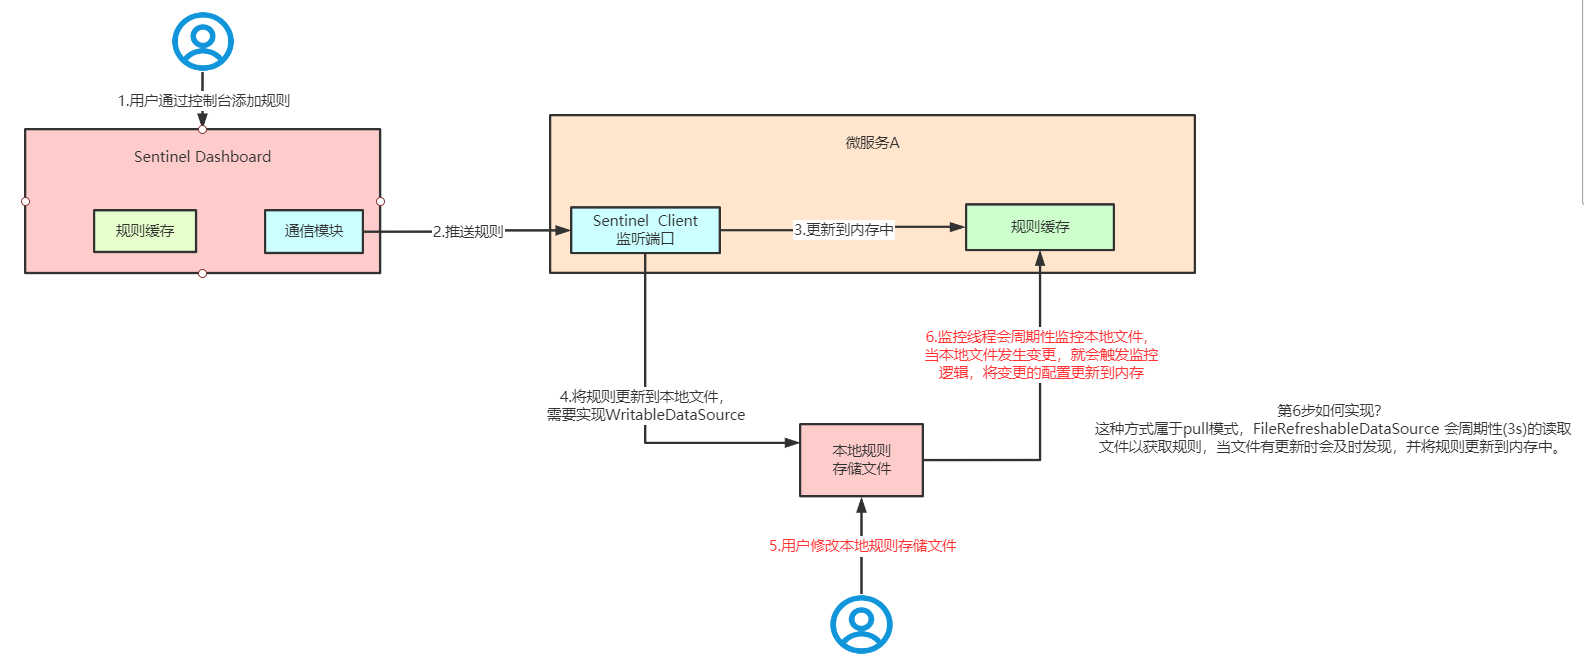 1.用户通过控制台添加规则
Sentinel Dashboard
规则缓存
通信模块
2.推送规则
微服务A
Sentinel Client
监听端口
3.更新到内存中
规则缓存
6.监控线程会周期性监控本地文件，
当本地文件发生变更，就会触发监控
逻辑，将变更的配置更新到内存
4.将规则更新到本地文件，
需要实现WritableDataSource
第6步如何实现?
这种方式属于pull模式，FileRefreshableDataSource 会周期性(3s)的读取
文件以获取规则，当文件有更新时会及时发现，并将规则更新到内存中。
本地规则
存储文件
5.用户修改本地规则存储文件